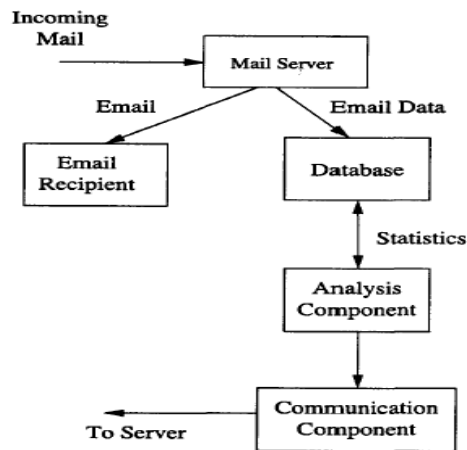 Incoming
Mail
Mail Server
Email
Email Data
Email
Recipient
Database
Statistics
Analysis
Component
Communication
Component
To Server